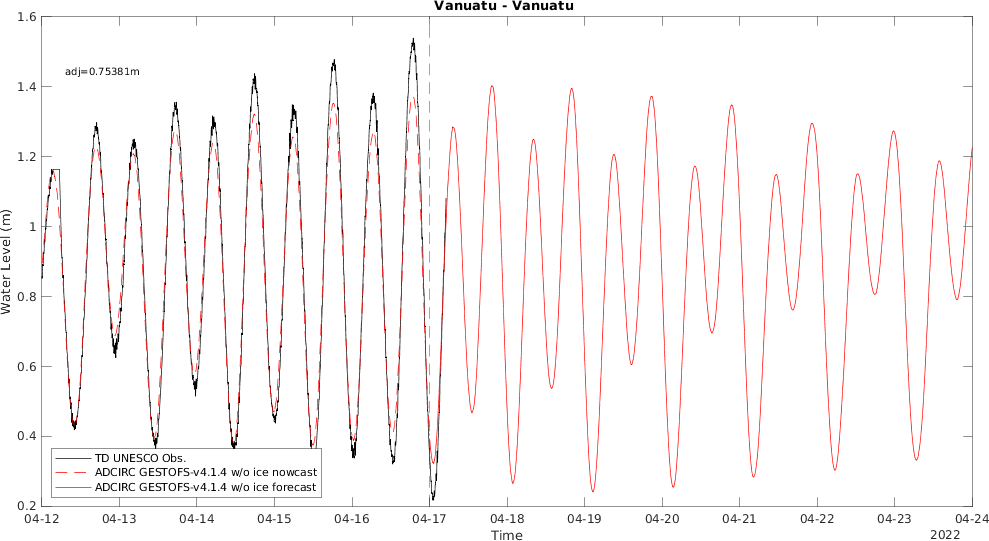 Vanuatu - Vanuatu
1.6
1.4
1.2
1
0.8
0.6
0.4
0.2
Water Level (m)
adj=0.75381m
TD UNESCO Obs.
ADCIRC GESTOFS-v4.1.4 w/o ice nowcast
ADCIRC GESTOFS-v4.1.4 w/o ice forecast
04-12 04-13 04-14 04-15 04-16 04-17 04-18 04-19 04-20 04-21 04-22 04-23 04-24
Time
2022